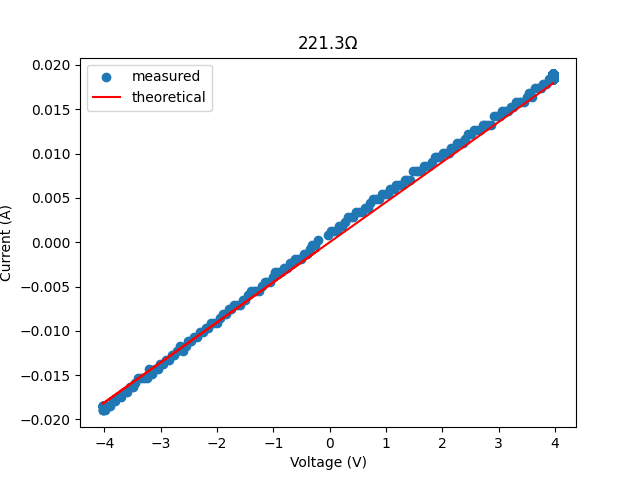 221.3Ω
measured
theoretical
0.020
0.015
0.010
0.005
0.000
−0.005
−0.010
−0.015
−0.020
Current (A)
−4 −3 −2 −1 0 1 2 3 4
Voltage (V)